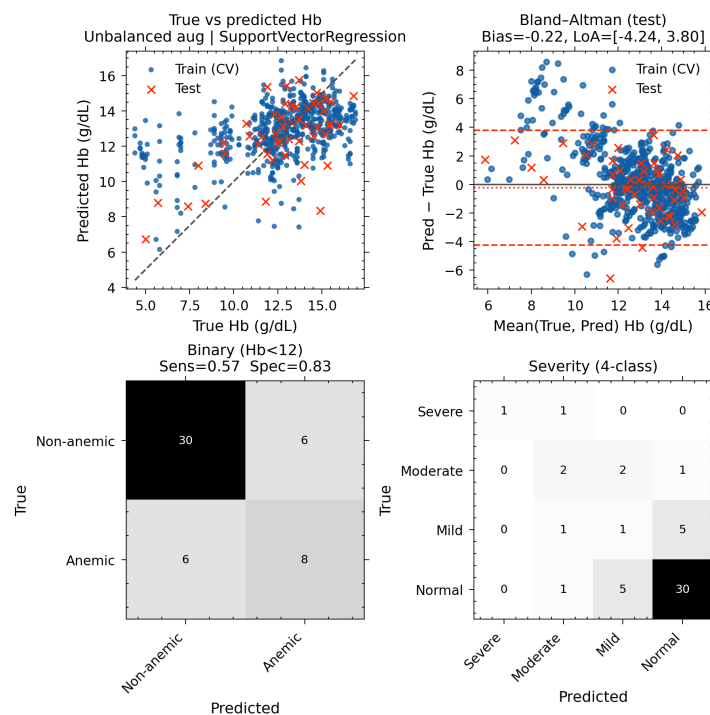 True vs predicted Hb
Unbalanced aug | SupportVectorRegression
Train (CV)
Test
16
14
12
10
8
6
4
5.0
7.5
10.0
12.5
15.0
Predicted Hb (g/dL)
True Hb (g/dL)
Bland–Altman (test)
Bias=-0.22, LoA=[-4.24, 3.80]
Train (CV)
Test
8
6
4
2
0
−2
−4
−6
6
8
10
12
14
16
Pred − True Hb (g/dL)
Mean(True, Pred) Hb (g/dL)
Binary (Hb<12)
Sens=0.57 Spec=0.83
Non-anemic
30
6
Anemic
6
8
True
Non-anemic
Anemic
Predicted
Severity (4-class)
Severe
1
1
0
0
Moderate
0
2
2
1
Mild
0
1
1
5
Normal
0
1
5
30
True
Severe
Moderate
Mild
Normal
Predicted